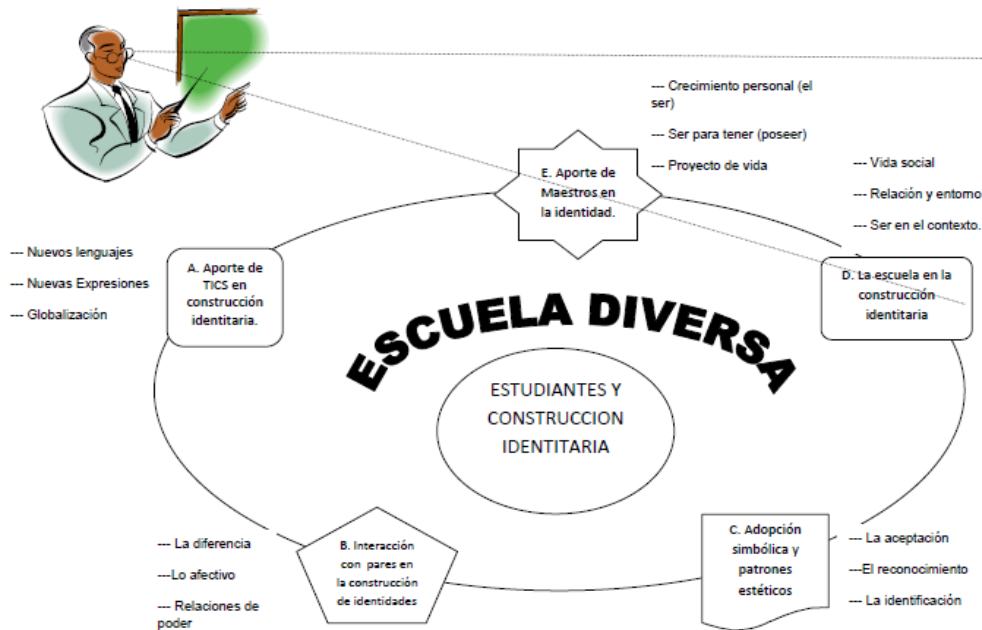 --- Crecimiento personal (el
ser)
--- Ser para tener (poseer)
--- Proyecto de vida
E. Aporte de
Maestros en
la identidad.
--- Vida social
--- Relación y entorno
--- Ser en el contexto.
--- Nuevos lenguajes
--- Nuevas Expresiones
--- Globalización
A. Aporte de
TICS en
construcción
identitaria.
D. La escuela en la
construcción
identitaria
ESCUELA DIVERSA
ESTUDIANTES Y
CONSTRUCCION
IDENTITARIA
--- La diferencia
---Lo afectivo
--- Relaciones de
poder
B. Interacción
con pares en
la construcción
de identidades
C. Adopción
simbólica y
patrones
estéticos
--- La aceptación
---El reconocimiento
--- La identificación